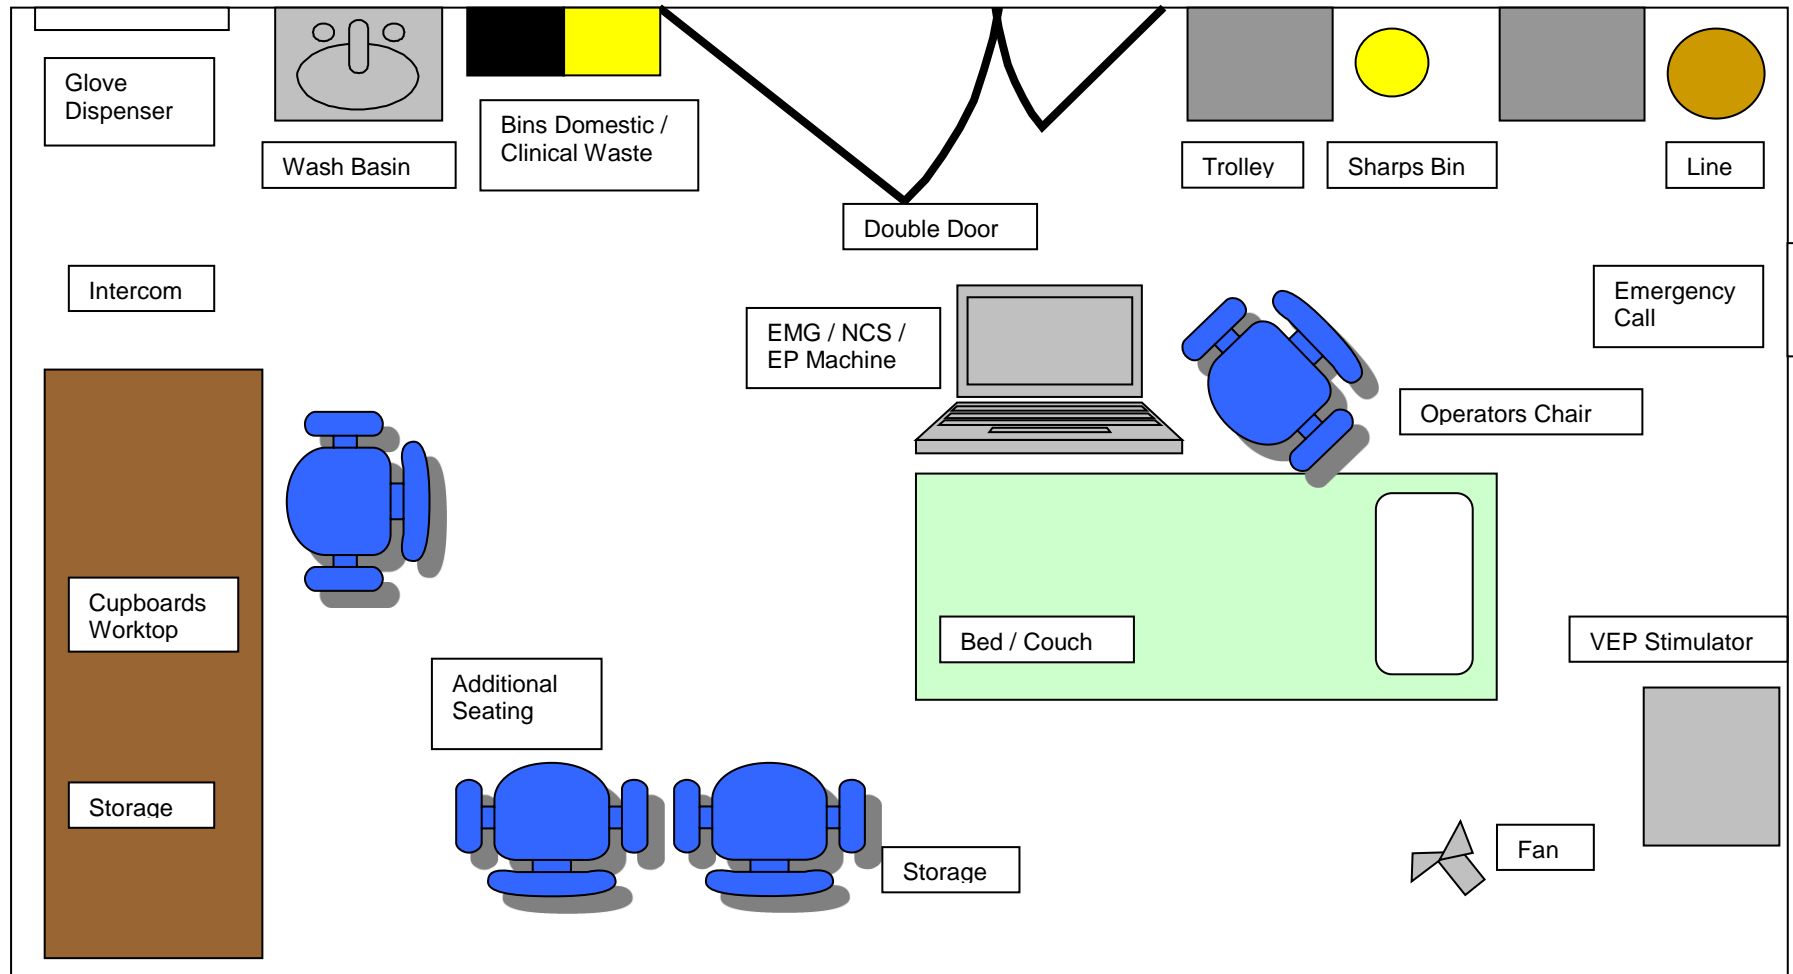 Glove
Dispenser
Wash Basin
Bins Domestic /
Clinical Waste
Double Door
Trolley
Sharps Bin
Line
Intercom
EMG / NCS /
EP Machine
Emergency
Call
Operators Chair
Cupboards
Worktop
Bed / Couch
VEP Stimulator
Additional
Seating
Storage
Storage
Fan